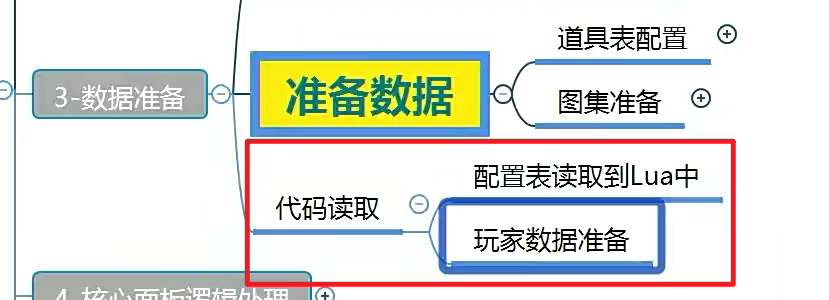 道具表配置
3-数据准备
准备数据
图集准备
配置表读取到Lua中
代码读取
玩家数据准备
4-核心面板逻辑处理